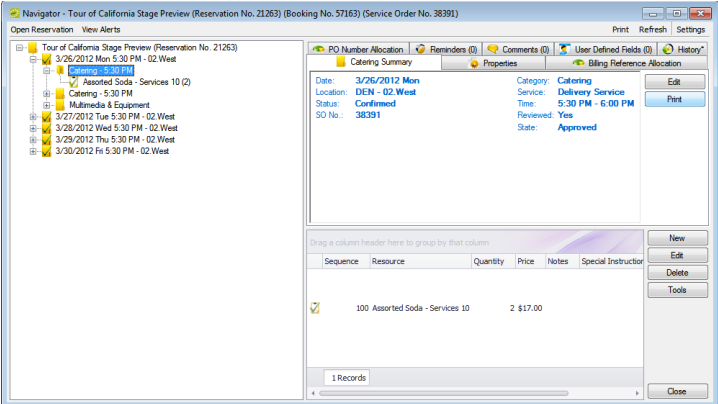 Navigator - Tour of California Stage Preview (Reservation No. 21263) (Booking No. 57163) (Service Order No. 38391)
Open Reservation View Alerts Print Refresh Settings
Tour of California Stage Preview (Reservation No. 21263)
3/26/2012 Mon 5:30 PM - 02.West
Catering - 5:30 PM
Assorted Soda - Services 10 (2)
Catering - 5:30 PM
Multimedia & Equipment
3/27/2012 Tue 5:30 PM - 02.West
3/28/2012 Wed 5:30 PM - 02.West
3/29/2012 Thu 5:30 PM - 02.West
3/30/2012 Fri 5:30 PM - 02.West
PO Number Allocation Reminders (0) Comments (0) User Defined Fields (0) History*
Catering Summary Properties Billing Reference Allocation
Date: 3/26/2012 Mon Category: Catering
Location: DEN - 02.West Service: Delivery Service
Status: Confirmed Time: 5:30 PM - 6:00 PM
SO No.: 38391 Reviewed: Yes
State: Approved
Edit
Print
Drag a column header here to group by that column
Sequence Resource Quantity Price Notes Special Instruction
100 Assorted Soda - Services 10 2 $17.00
1 Records
New
Edit
Delete
Tools
Close